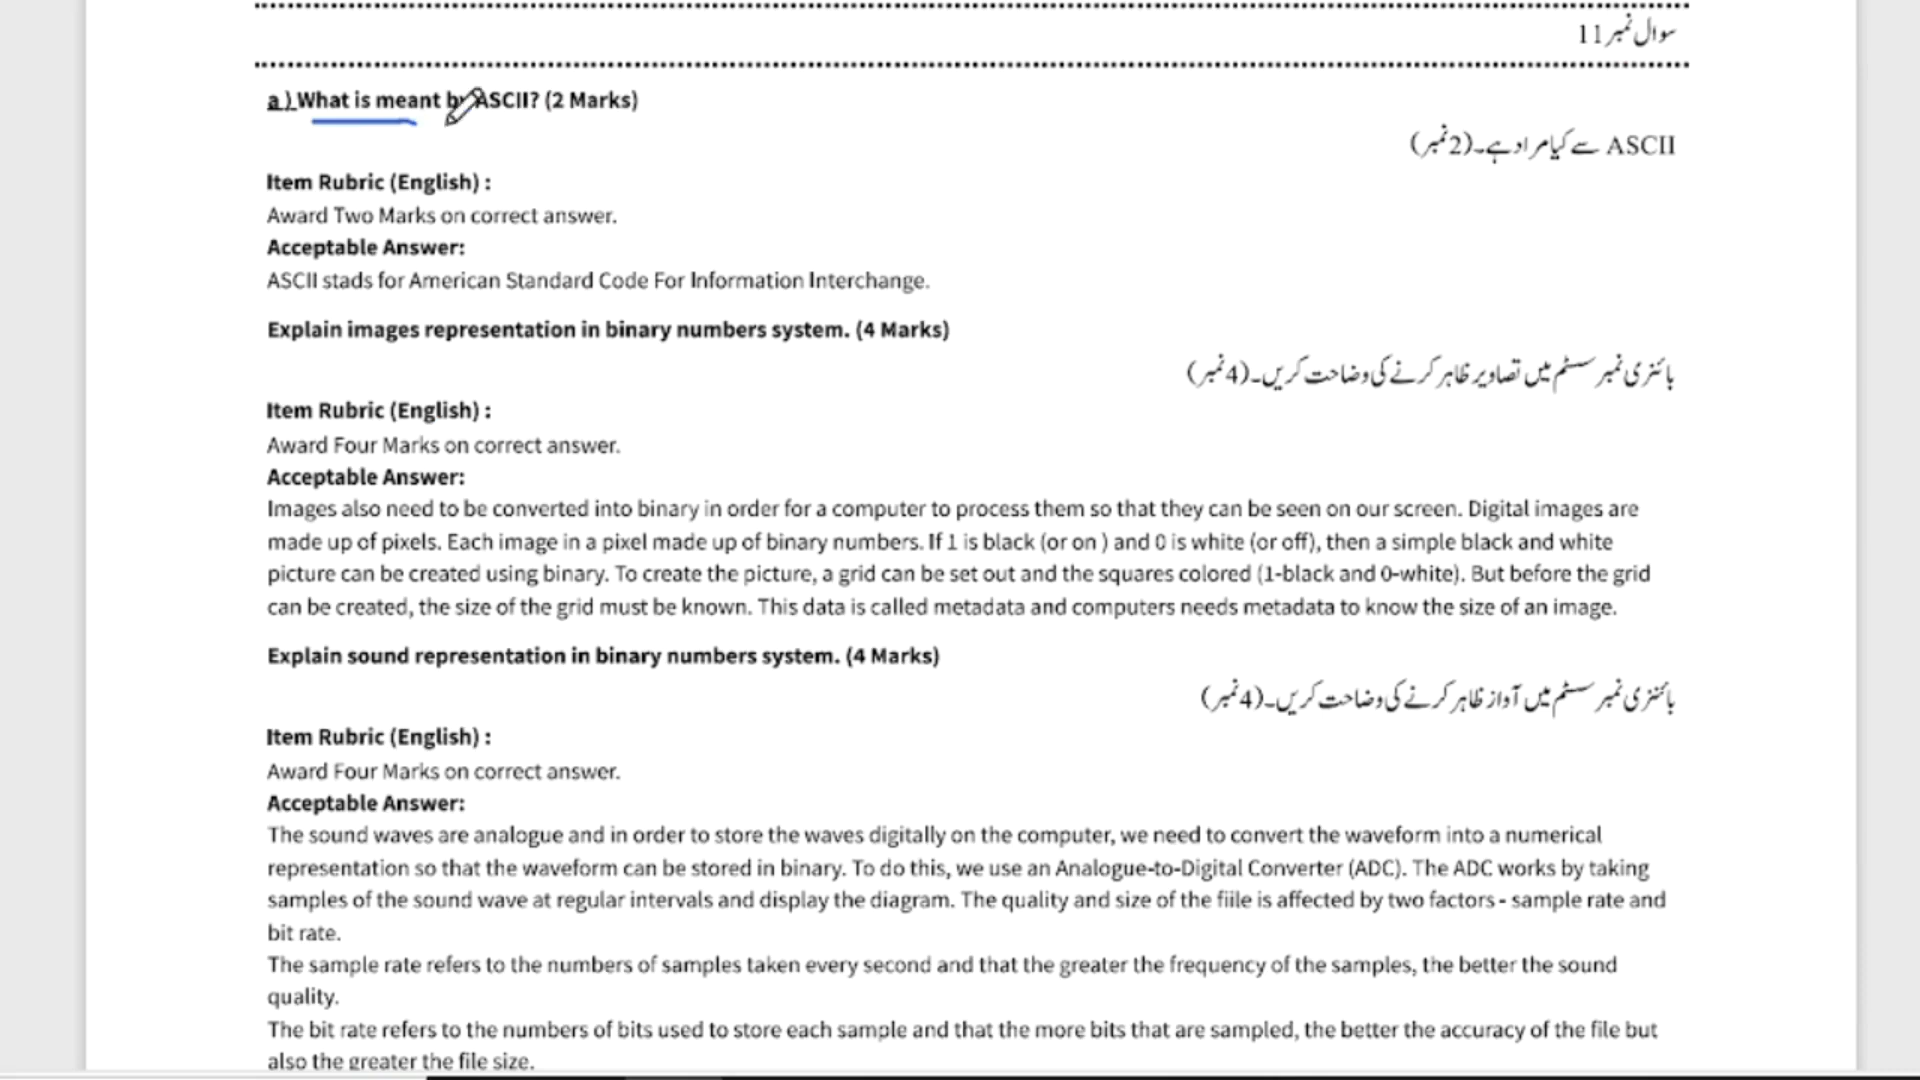 سوال نمبر 11
a ) What is meant by ASCII? (2 Marks)
ASCII سے کیا مراد ہے۔ (2 نمبر)
Item Rubric (English) :
Award Two Marks on correct answer.
Acceptable Answer:
ASCII stads for American Standard Code For Information Interchange.
Explain images representation in binary numbers system. (4 Marks)
بائنری نمبر سسٹم میں تصاویر ظاہر کرنے کی وضاحت کریں۔ (4 نمبر)
Item Rubric (English) :
Award Four Marks on correct answer.
Acceptable Answer:
Images also need to be converted into binary in order for a computer to process them so that they can be seen on our screen. Digital images are
made up of pixels. Each image in a pixel made up of binary numbers. If 1 is black (or on ) and 0 is white (or off), then a simple black and white
picture can be created using binary. To create the picture, a grid can be set out and the squares colored (1-black and 0-white). But before the grid
can be created, the size of the grid must be known. This data is called metadata and computers needs metadata to know the size of an image.
Explain sound representation in binary numbers system. (4 Marks)
بائنری نمبر سسٹم میں آواز ظاہر کرنے کی وضاحت کریں۔ (4 نمبر)
Item Rubric (English) :
Award Four Marks on correct answer.
Acceptable Answer:
The sound waves are analogue and in order to store the waves digitally on the computer, we need to convert the waveform into a numerical
representation so that the waveform can be stored in binary. To do this, we use an Analogue-to-Digital Converter (ADC). The ADC works by taking
samples of the sound wave at regular intervals and display the diagram. The quality and size of the fiile is affected by two factors - sample rate and
bit rate.
The sample rate refers to the numbers of samples taken every second and that the greater the frequency of the samples, the better the sound
quality.
The bit rate refers to the numbers of bits used to store each sample and that the more bits that are sampled, the better the accuracy of the file but
also the greater the file size.